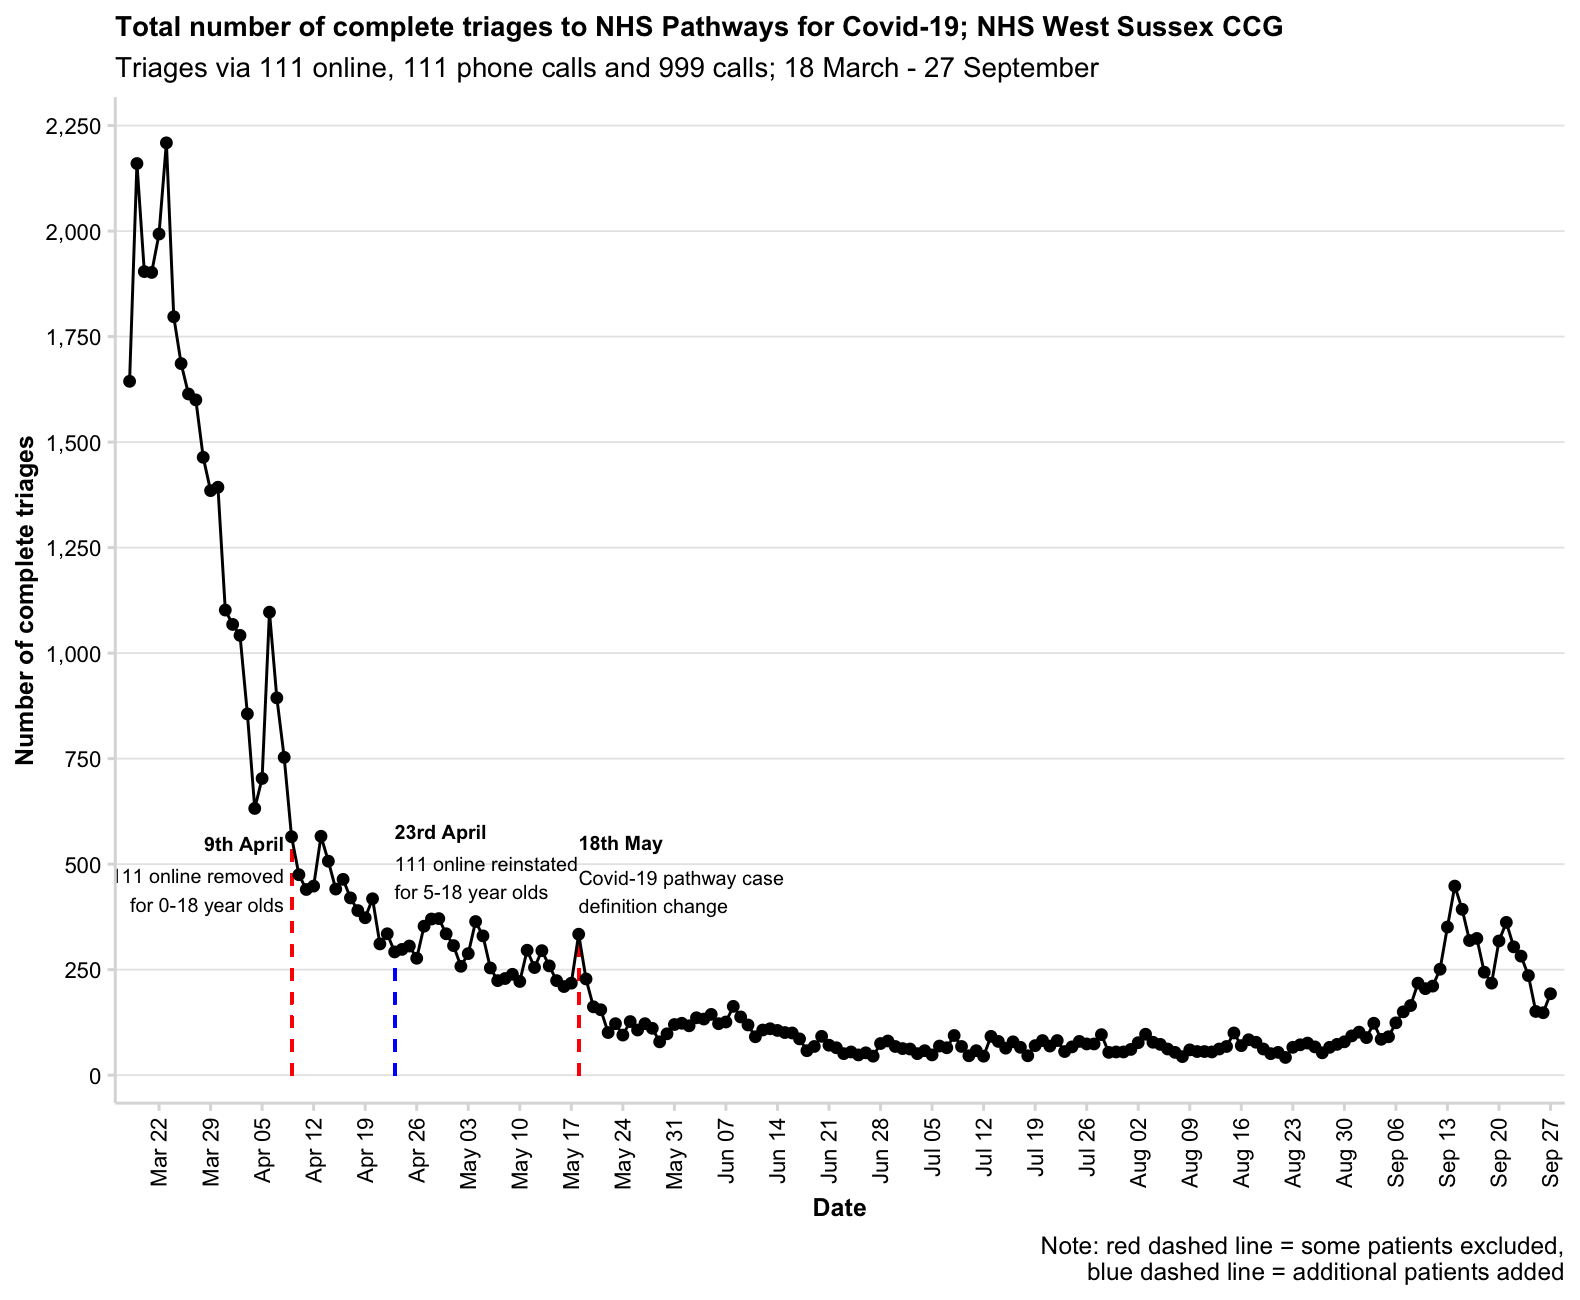 Total number of complete triages to NHS Pathways for Covid-19; NHS West Sussex CCG
Triages via 111 online, 111 phone calls and 999 calls; 18 March - 27 September
Number of complete triages
2,250
2,000
1,750
1,500
1,250
1,000
750
500
250
0
9th April
111 online removed
for 0-18 year olds
23rd April
111 online reinstated
for 5-18 year olds
18th May
Covid-19 pathway case
definition change
Mar 22
Mar 29
Apr 05
Apr 12
Apr 19
Apr 26
May 03
May 10
May 17
May 24
May 31
Jun 07
Jun 14
Jun 21
Jun 28
Jul 05
Jul 12
Jul 19
Jul 26
Aug 02
Aug 09
Aug 16
Aug 23
Aug 30
Sep 06
Sep 13
Sep 20
Sep 27
Date
Note: red dashed line = some patients excluded,
blue dashed line = additional patients added